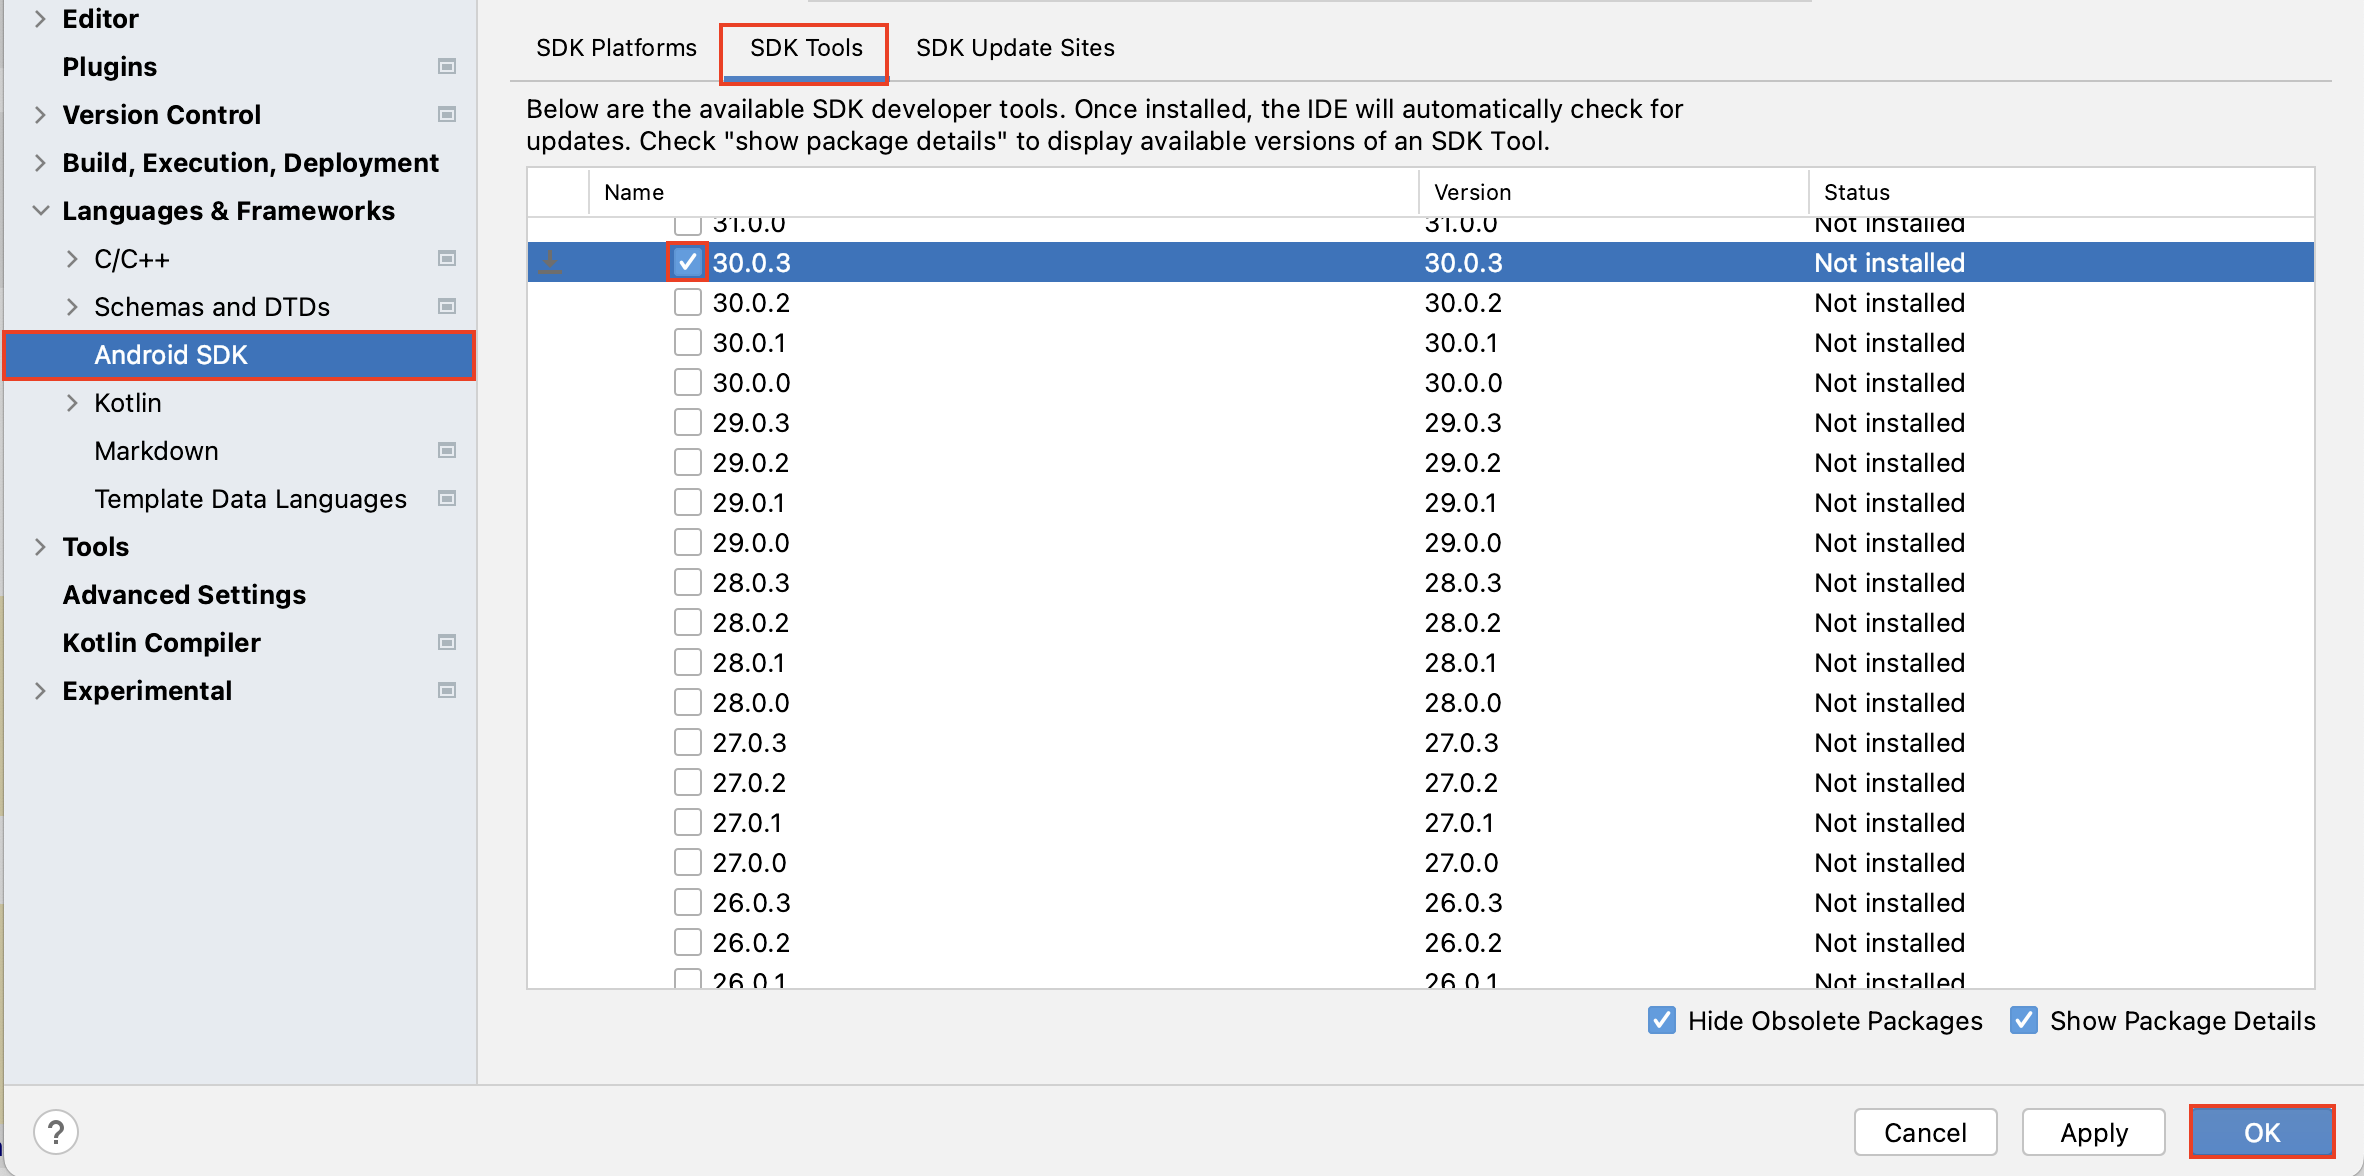 Editor
Plugins
Version Control
Build, Execution, Deployment
Languages & Frameworks
C/C++
Schemas and DTDs
Android SDK
Kotlin
Markdown
Template Data Languages
Tools
Advanced Settings
Kotlin Compiler
Experimental
SDK Platforms SDK Tools SDK Update Sites
Below are the available SDK developer tools. Once installed, the IDE will automatically check for
updates. Check "show package details" to display available versions of an SDK Tool.
Name Version Status
31.0.0 31.0.0 Not installed
30.0.3 30.0.3 Not installed
30.0.2 30.0.2 Not installed
30.0.1 30.0.1 Not installed
30.0.0 30.0.0 Not installed
29.0.3 29.0.3 Not installed
29.0.2 29.0.2 Not installed
29.0.1 29.0.1 Not installed
29.0.0 29.0.0 Not installed
28.0.3 28.0.3 Not installed
28.0.2 28.0.2 Not installed
28.0.1 28.0.1 Not installed
28.0.0 28.0.0 Not installed
27.0.3 27.0.3 Not installed
27.0.2 27.0.2 Not installed
27.0.1 27.0.1 Not installed
27.0.0 27.0.0 Not installed
26.0.3 26.0.3 Not installed
26.0.2 26.0.2 Not installed
26.0.1 26.0.1 Not installed
Hide Obsolete Packages Show Package Details
? Cancel Apply OK